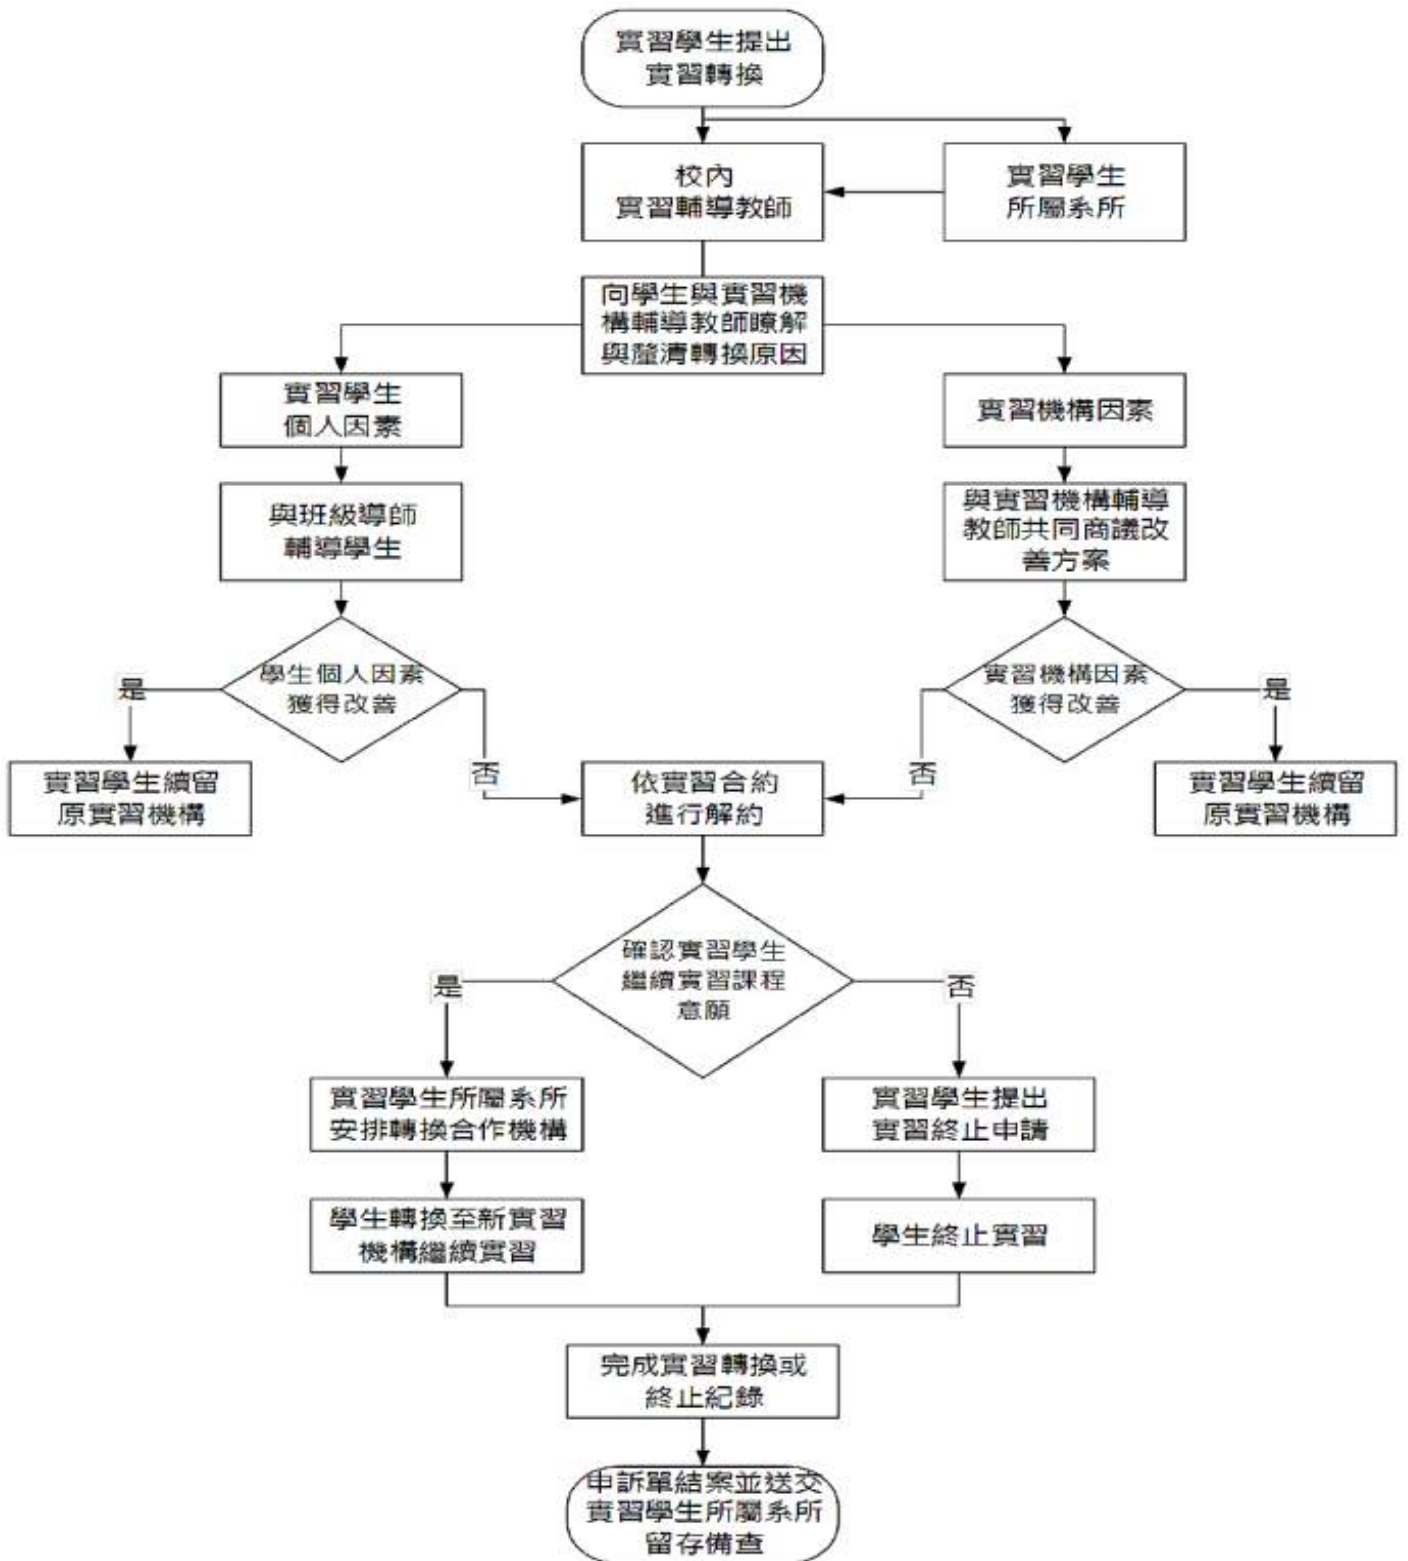 實習學生提出
實習轉換
校內
實習輔導教師
實習學生
所屬系所
向學生與實習機
構輔導教師瞭解
與釐清轉換原因
實習學生
個人因素
實習機構因素
與班級導師
輔導學生
與實習機構輔導
教師共同商議改
善方案
學生個人因素
獲得改善
實習機構因素
獲得改善
是
否
否
是
實習學生續留
原實習機構
依實習合約
進行解約
實習學生續留
原實習機構
確認實習學生
繼續實習課程
意願
是
否
實習學生所屬系所
安排轉換合作機構
實習學生提出
實習終止申請
學生轉換至新實習
機構繼續實習
學生終止實習
完成實習轉換或
終止紀錄
申訴單結案並送交
實習學生所屬系所
留存備查